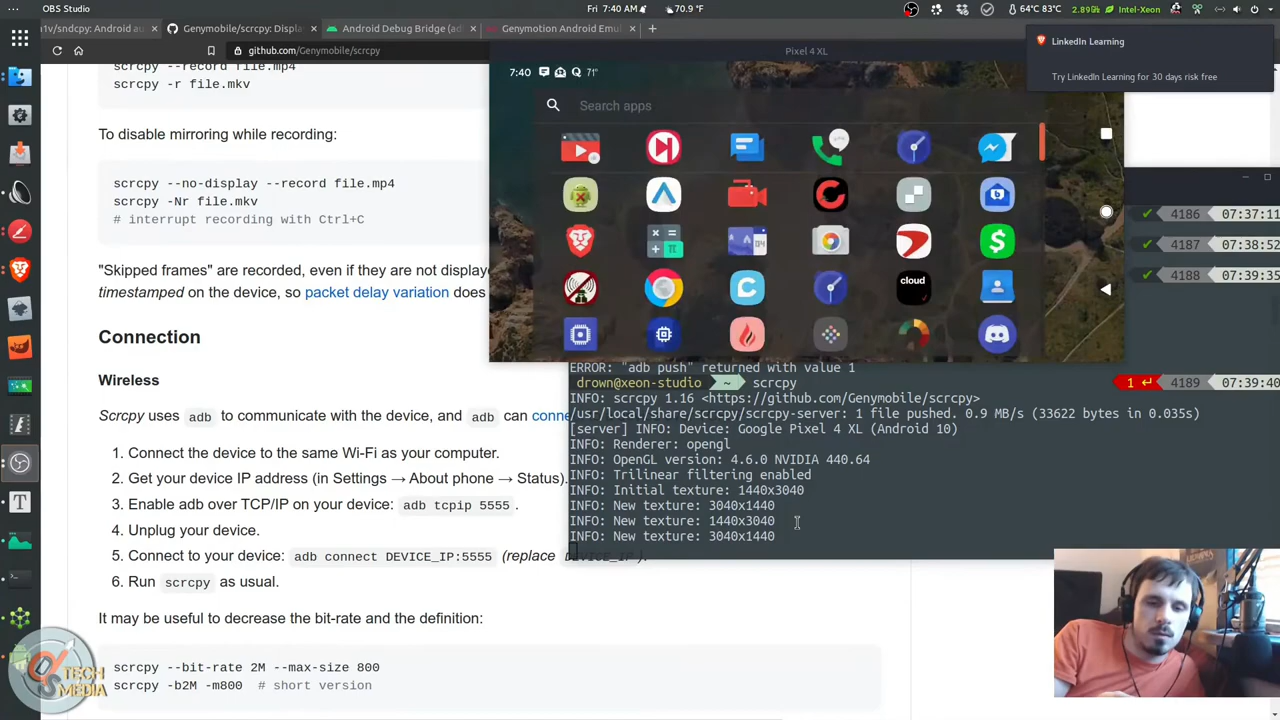 OBS Studio
Fri 7:40 AM
70.9 °F
64°C 83°C
2.89
Intel-Xeon
n1v/sndcpy: Android au
Genymobile/scrcpy: Displa
Android Debug Bridge (ad
Genymotion Android Emul
github.com/Genymobile/scrcpy
Pixel 4 XL
LinkedIn Learning
Try LinkedIn Learning for 30 days risk free
7:40
71°
Search apps
04
cloud
scrcpy --record file.mp4
scrcpy -r file.mkv
To disable mirroring while recording:
scrcpy --no-display --record file.mp4
scrcpy -Nr file.mkv
# interrupt recording with Ctrl+C
"Skipped frames" are recorded, even if they are not displaye
timestamped on the device, so packet delay variation does
Connection
Wireless
Scrcpy uses adb to communicate with the device, and adb can conne
1. Connect the device to the same Wi-Fi as your computer.
2. Get your device IP address (in Settings → About phone → Status).
3. Enable adb over TCP/IP on your device: adb tcpip 5555 .
4. Unplug your device.
5. Connect to your device: adb connect DEVICE_IP:5555 (replace DEVICE_IP ).
6. Run scrcpy as usual.
It may be useful to decrease the bit-rate and the definition:
scrcpy --bit-rate 2M --max-size 800
scrcpy -b2M -m800 # short version
✔ 4186 07:37:11
✔ 4187 07:38:52
✔ 4188 07:39:35
ERROR: "adb push" returned with value 1
drown@xeon-studio ~ scrcpy
1 ↵ 4189 07:39:40
INFO: scrcpy 1.16 <https://github.com/Genymobile/scrcpy>
/usr/local/share/scrcpy/scrcpy-server: 1 file pushed. 0.9 MB/s (33622 bytes in 0.035s)
[server] INFO: Device: Google Pixel 4 XL (Android 10)
INFO: Renderer: opengl
INFO: OpenGL version: 4.6.0 NVIDIA 440.64
INFO: Trilinear filtering enabled
INFO: Initial texture: 1440x3040
INFO: New texture: 3040x1440
INFO: New texture: 1440x3040
INFO: New texture: 3040x1440
TECH
MEDIA